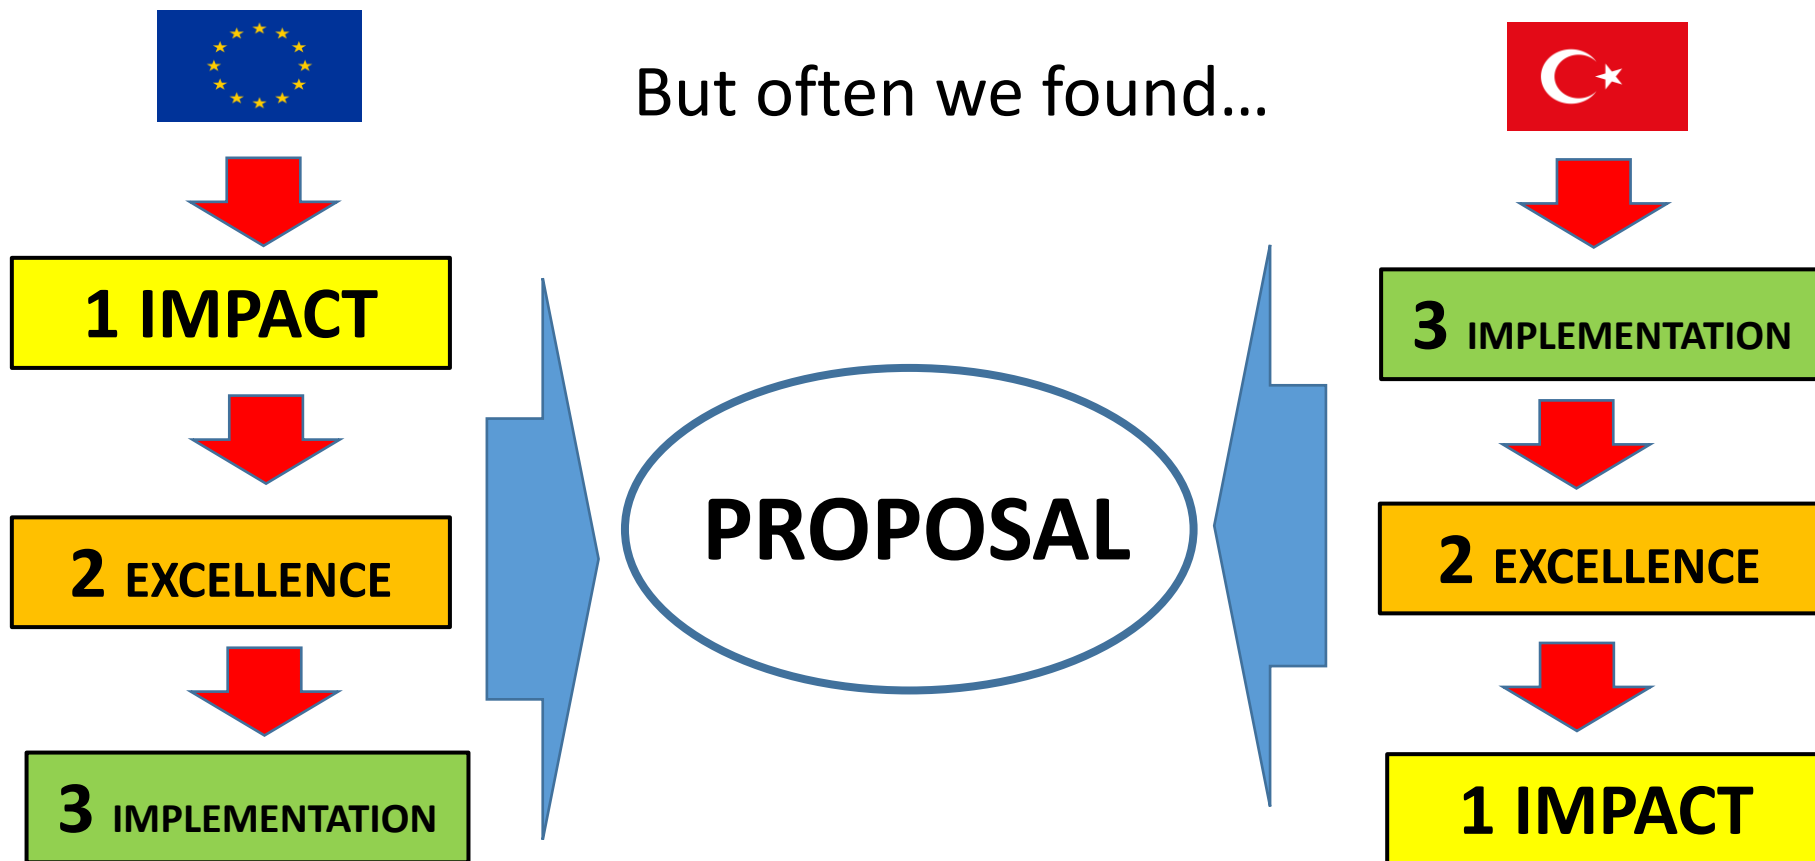 But often we found...
1 IMPACT
2 EXCELLENCE
3 IMPLEMENTATION
PROPOSAL
3 IMPLEMENTATION
2 EXCELLENCE
1 IMPACT